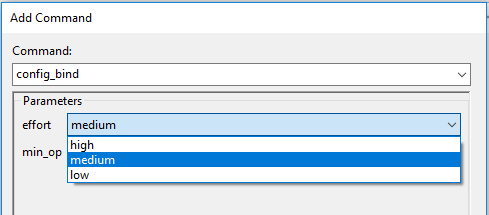 Add Command
Command:
config_bind
Parameters
effort medium
high
min_op medium
low